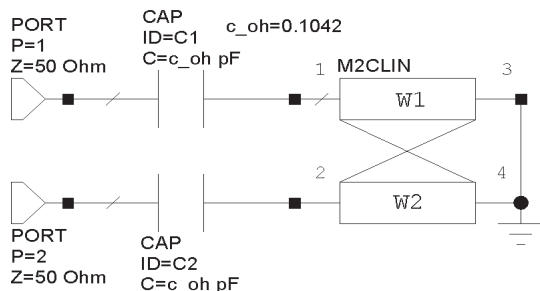 PORT
P=1
Z=50 Ohm
CAP
ID=C1
C=c_oh pF
c_oh=0.1042
M2CLIN
1
3
W1
2
4
W2
PORT
P=2
Z=50 Ohm
CAP
ID=C2
C=c_oh pF